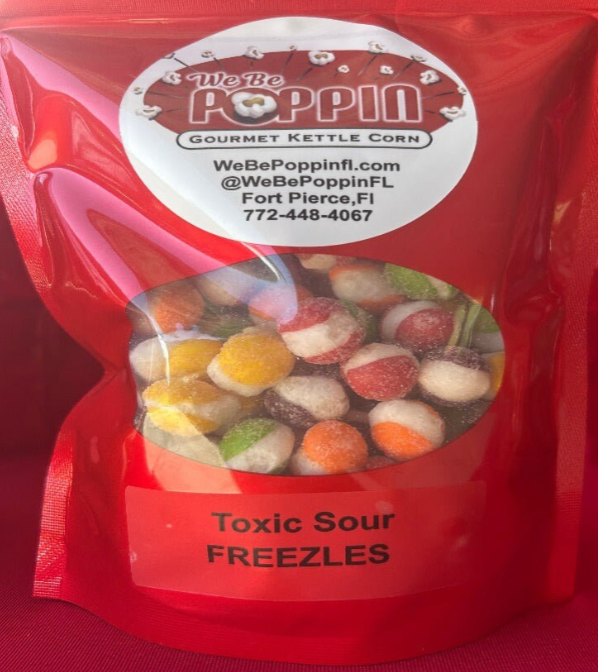 We Be
POPPIN
GOURMET KETTLE CORN
WeBePoppinfl.com
@WeBePoppinFL
Fort Pierce,Fl
772-448-4067
Toxic Sour
FREEZLES